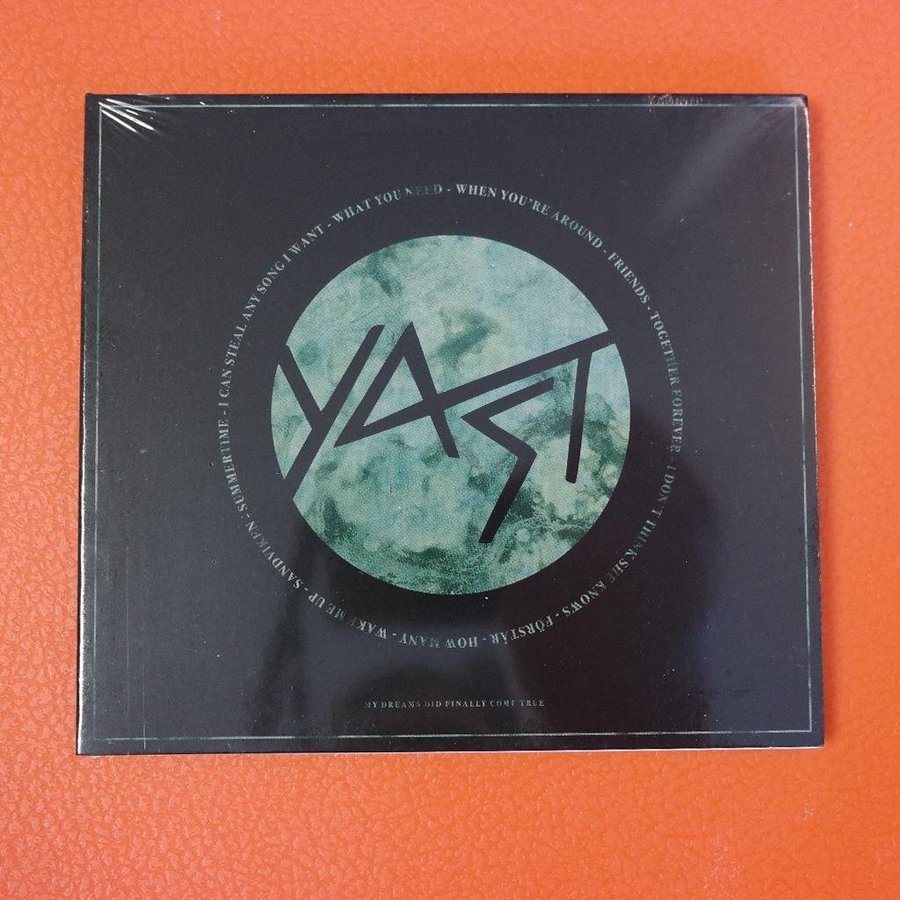 WHAT YOU NEED - WHEN YOU'RE AROUND - FRIENDS - TOGETHER FOREVER - I DON'T THINK SHE KNOWS - FÖRSTÅR - HOW MANY - WAKE ME UP - SANDVIKEN - SUMMERTIME - I CAN STEAL ANY SONG I WANT -
YAST
MY DREAMS DID FINALLY COME TRUE